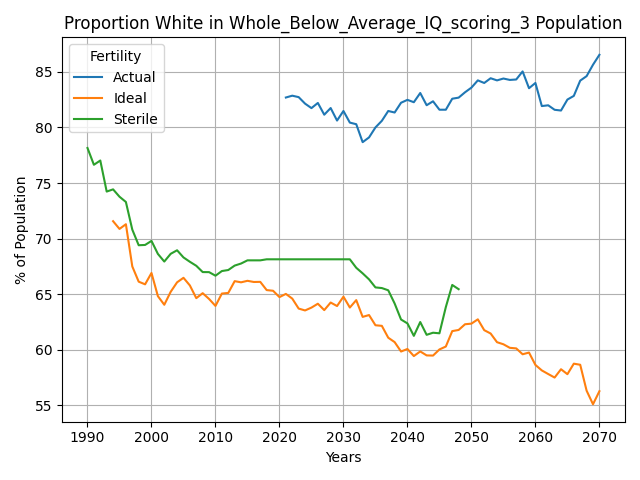 Proportion White in Whole_Below_Average_IQ_scoring_3 Population
Fertility
Actual
Ideal
Sterile
% of Population
85
80
75
70
65
60
55
1990
2000
2010
2020
2030
2040
2050
2060
2070
Years